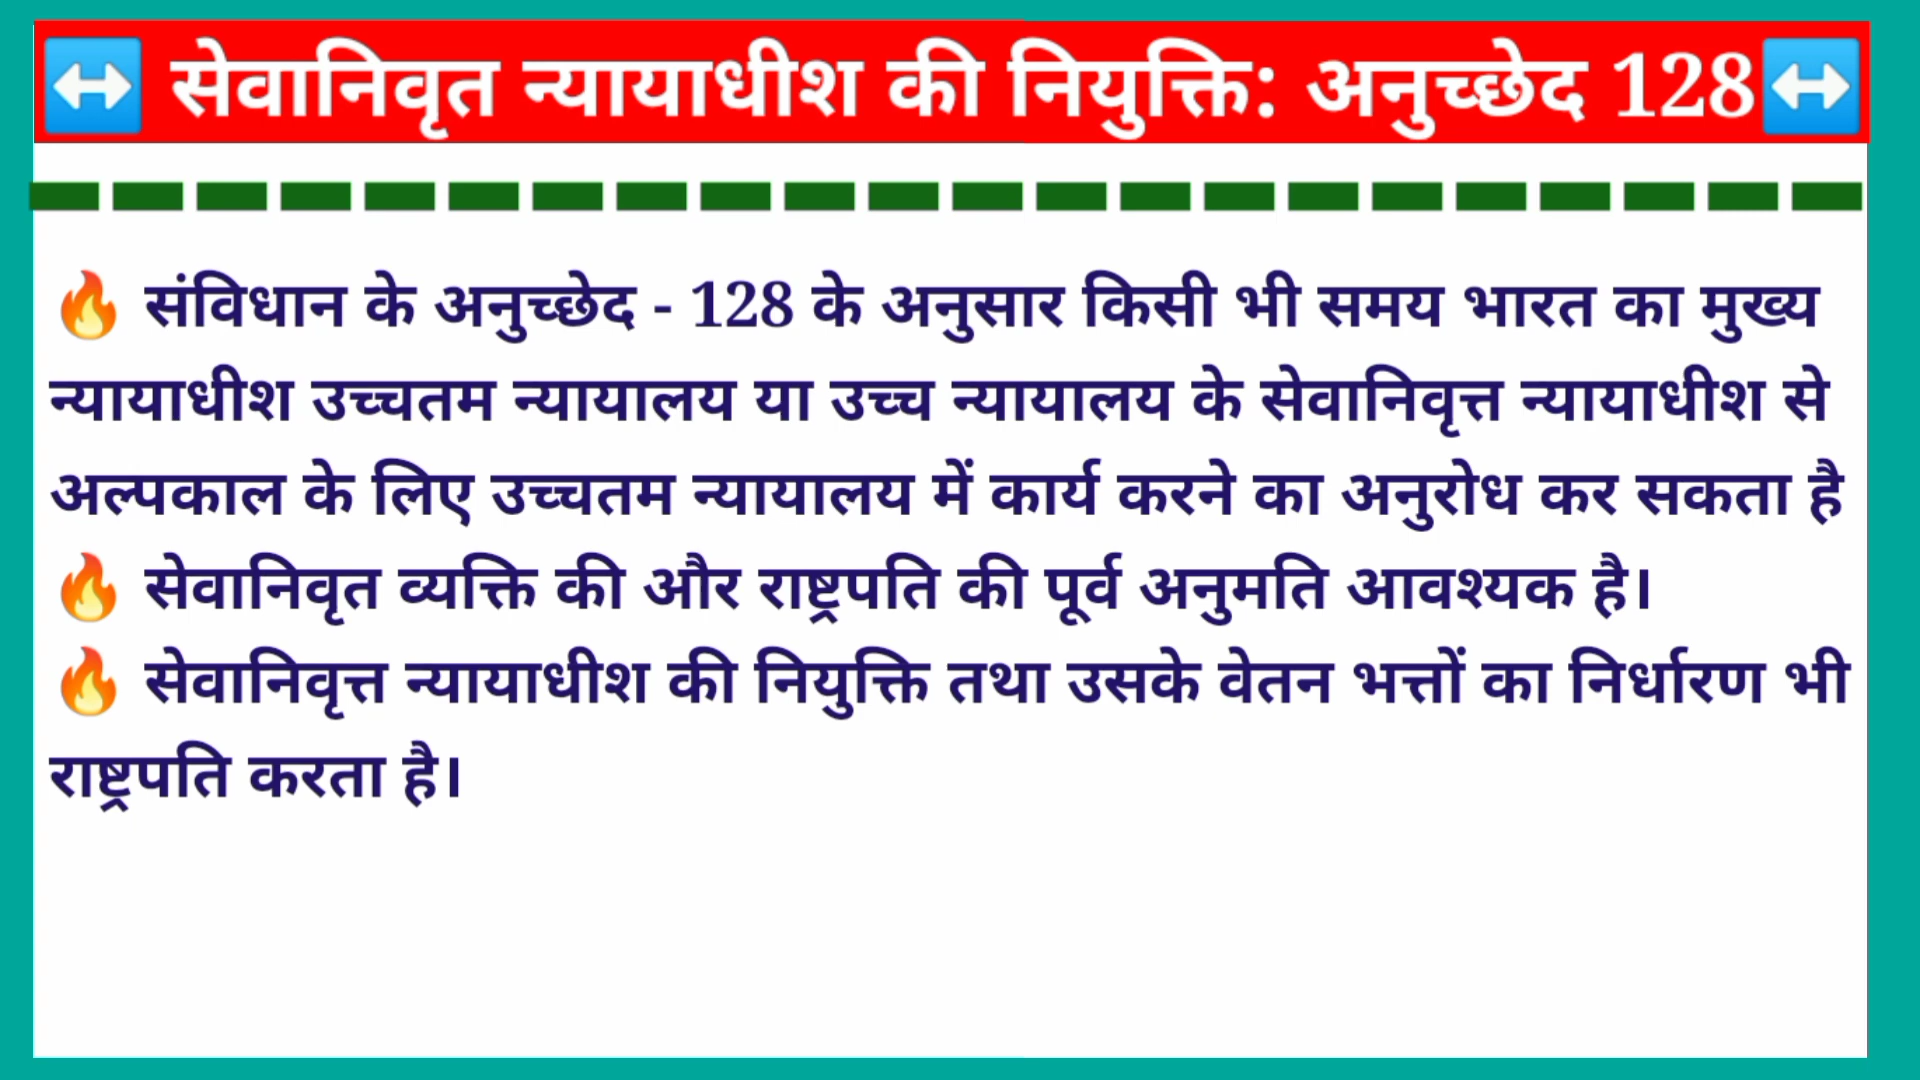 ↔️ सेवानिवृत न्यायाधीश की नियुक्ति: अनुच्छेद 128↔️
🔥 संविधान के अनुच्छेद - 128 के अनुसार किसी भी समय भारत का मुख्य
न्यायाधीश उच्चतम न्यायालय या उच्च न्यायालय के सेवानिवृत्त न्यायाधीश से
अल्पकाल के लिए उच्चतम न्यायालय में कार्य करने का अनुरोध कर सकता है
🔥 सेवानिवृत व्यक्ति की और राष्ट्रपति की पूर्व अनुमति आवश्यक है।
🔥 सेवानिवृत्त न्यायाधीश की नियुक्ति तथा उसके वेतन भत्तों का निर्धारण भी
राष्ट्रपति करता है।